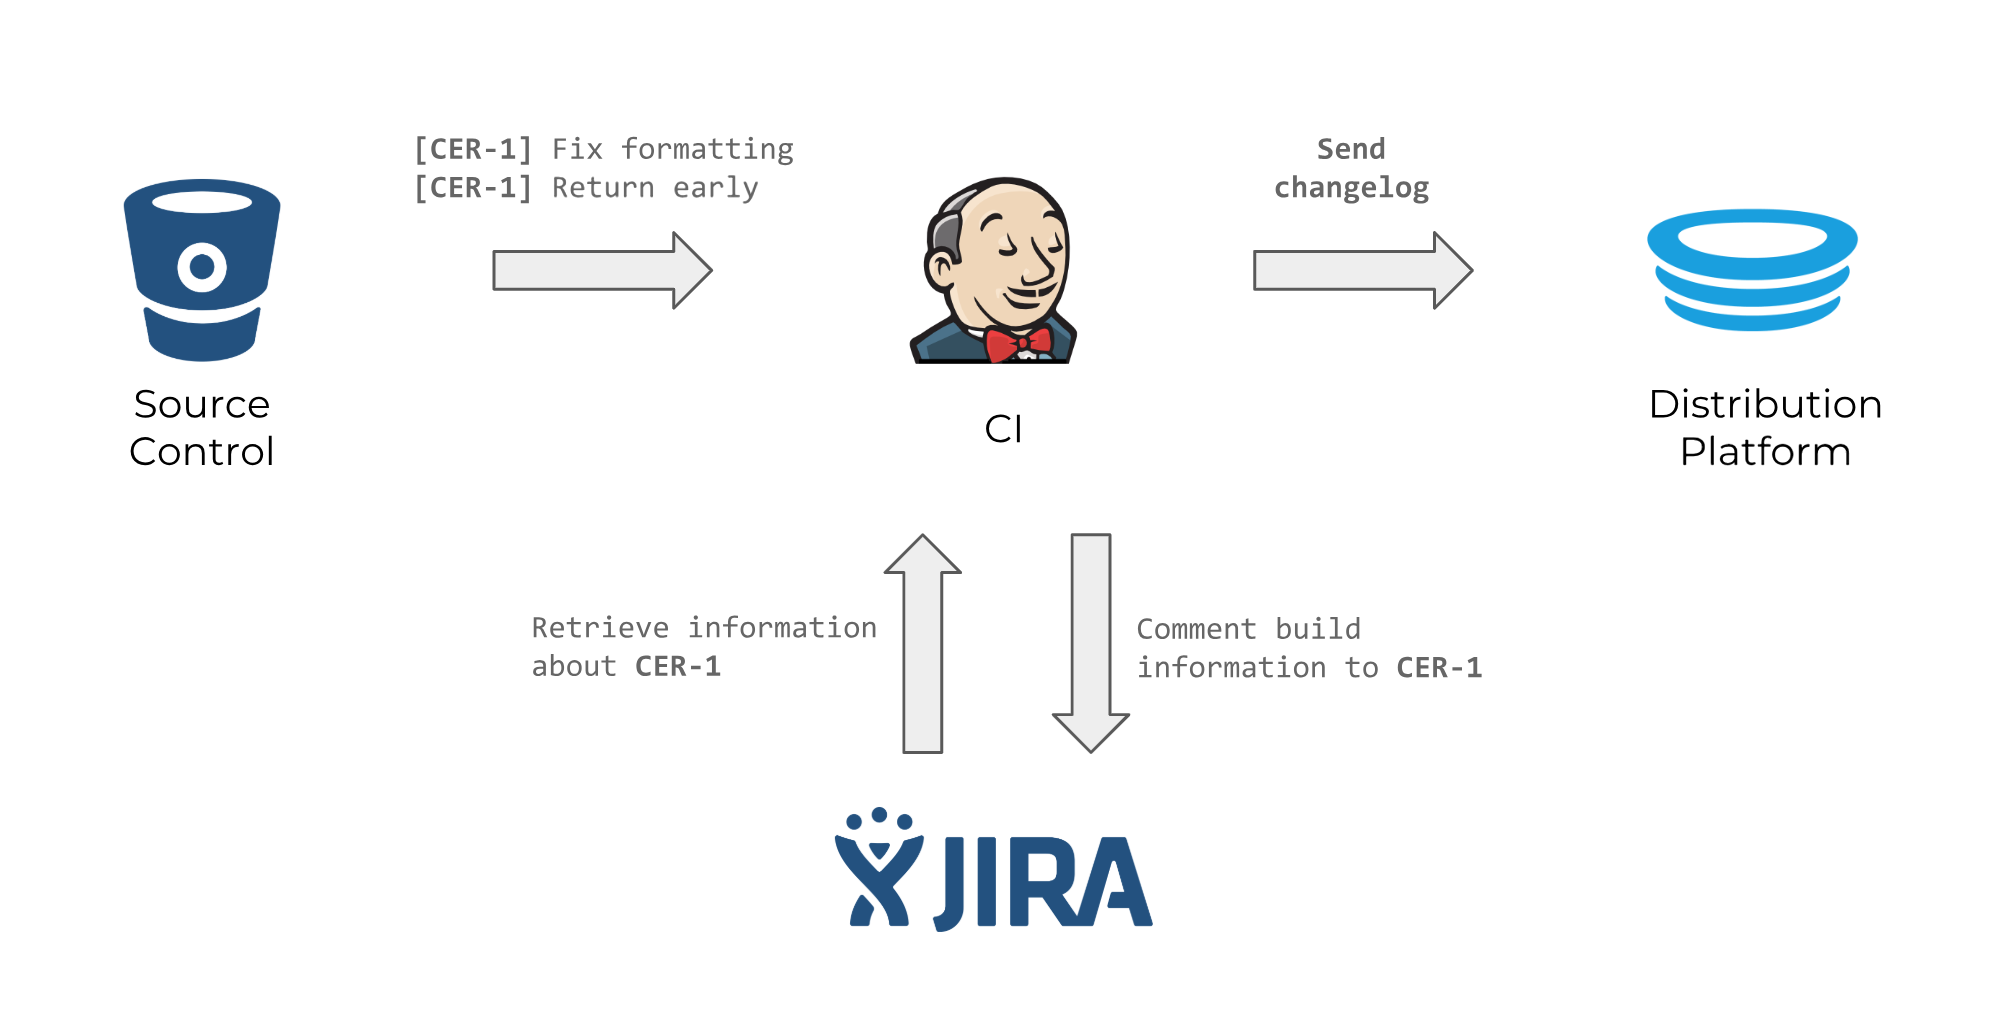 [CER-1] Fix formatting
[CER-1] Return early
Send
changelog
Source
Control
CI
Distribution
Platform
Retrieve information
about CER-1
Comment build
information to CER-1
JIRA